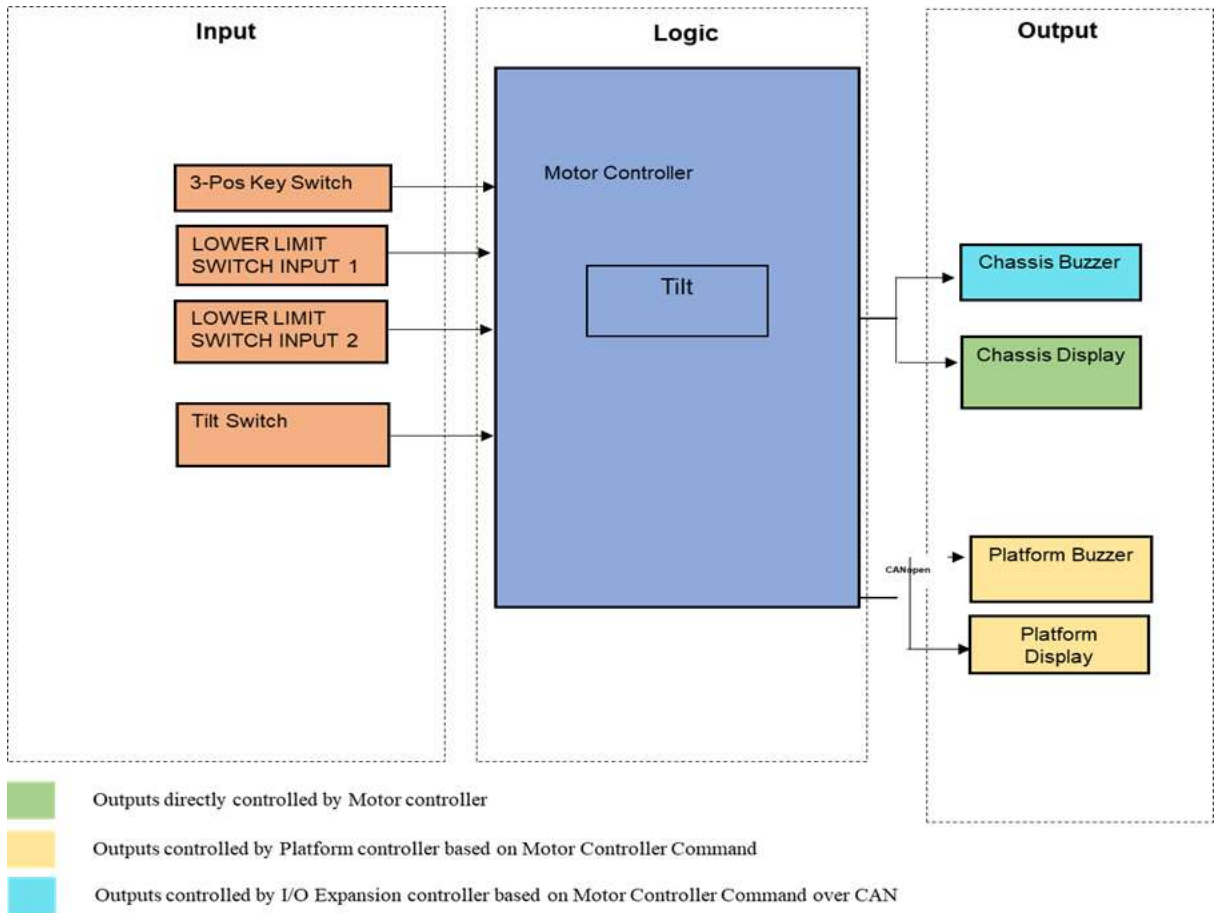 Input
Logic
Output
3-Pos Key Switch
LOWER LIMIT
SWITCH INPUT 1
LOWER LIMIT
SWITCH INPUT 2
Tilt Switch
Motor Controller
Tilt
Chassis Buzzer
Chassis Display
CANopen
Platform Buzzer
Platform
Display
Outputs directly controlled by Motor controller
Outputs controlled by Platform controller based on Motor Controller Command
Outputs controlled by I/O Expansion controller based on Motor Controller Command over CAN